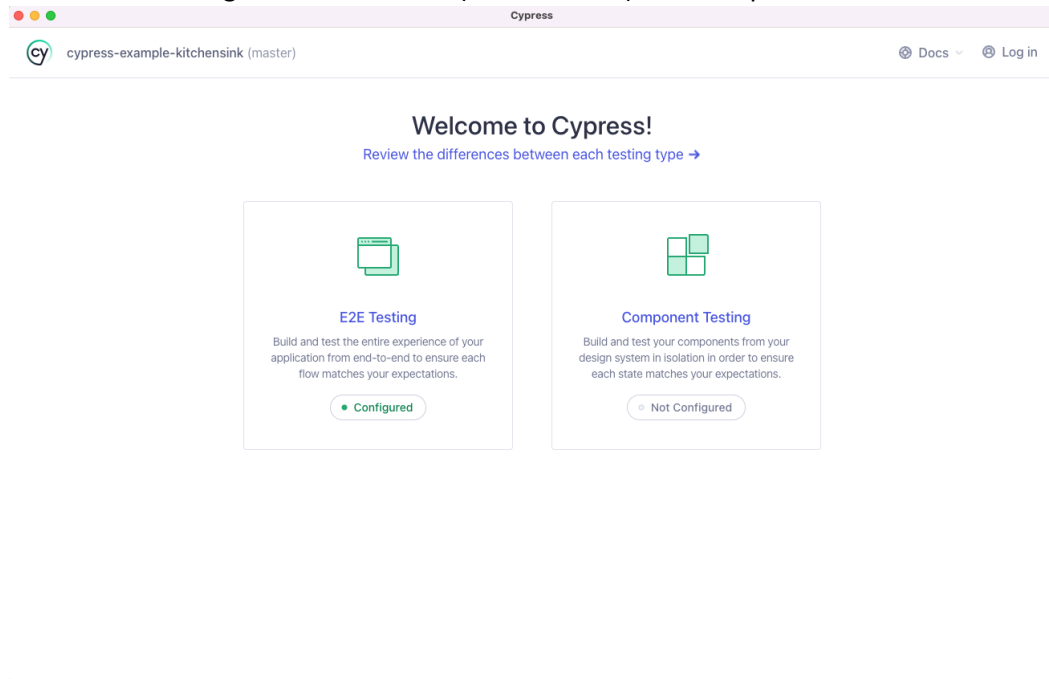 Cypress
cy cypress-example-kitchensink (master) Docs Log in
Welcome to Cypress!
Review the differences between each testing type →
E2E Testing
Build and test the entire experience of your
application from end-to-end to ensure each
flow matches your expectations.
Configured
Component Testing
Build and test your components from your
design system in isolation in order to ensure
each state matches your expectations.
Not Configured